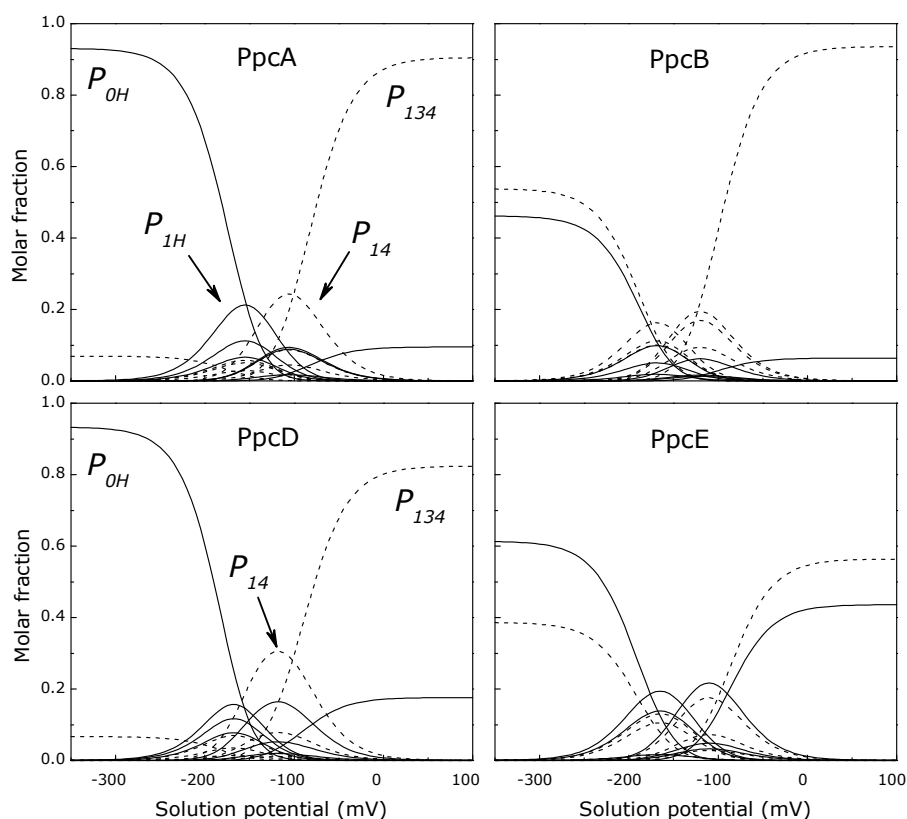 1.0
0.8
0.6
0.4
0.2
0.0
Molar fraction
PpcA
P0H
P134
P1H
P14
PpcB
1.0
0.8
0.6
0.4
0.2
0.0
Molar fraction
PpcD
P0H
P134
P14
PpcE
-300 -200 -100 0 100
Solution potential (mV)
-300 -200 -100 0 100
Solution potential (mV)